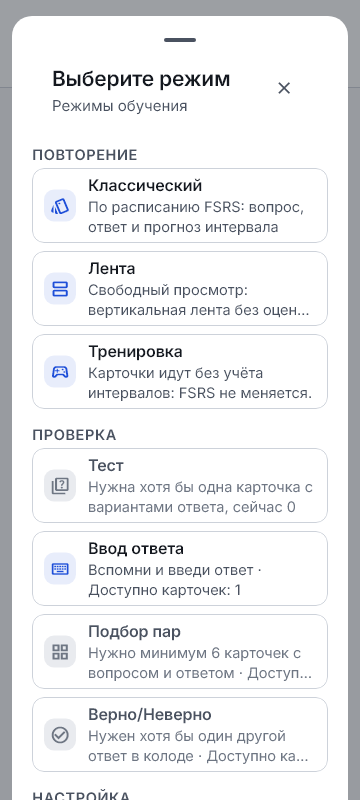 Выберите режим
Режимы обучения
ПОВТОРЕНИЕ
Классический
По расписанию FSRS: вопрос,
ответ и прогноз интервала
Лента
Свободный просмотр:
вертикальная лента без оцен...
Тренировка
Карточки идут без учёта
интервалов: FSRS не меняется.
ПРОВЕРКА
Тест
Нужна хотя бы одна карточка с
вариантами ответа, сейчас 0
Ввод ответа
Вспомни и введи ответ ·
Доступно карточек: 1
Подбор пар
Нужно минимум 6 карточек с
вопросом и ответом · Доступ...
Верно/Неверно
Нужен хотя бы один другой
ответ в колоде · Доступно ка...
НАСТРОЙКА